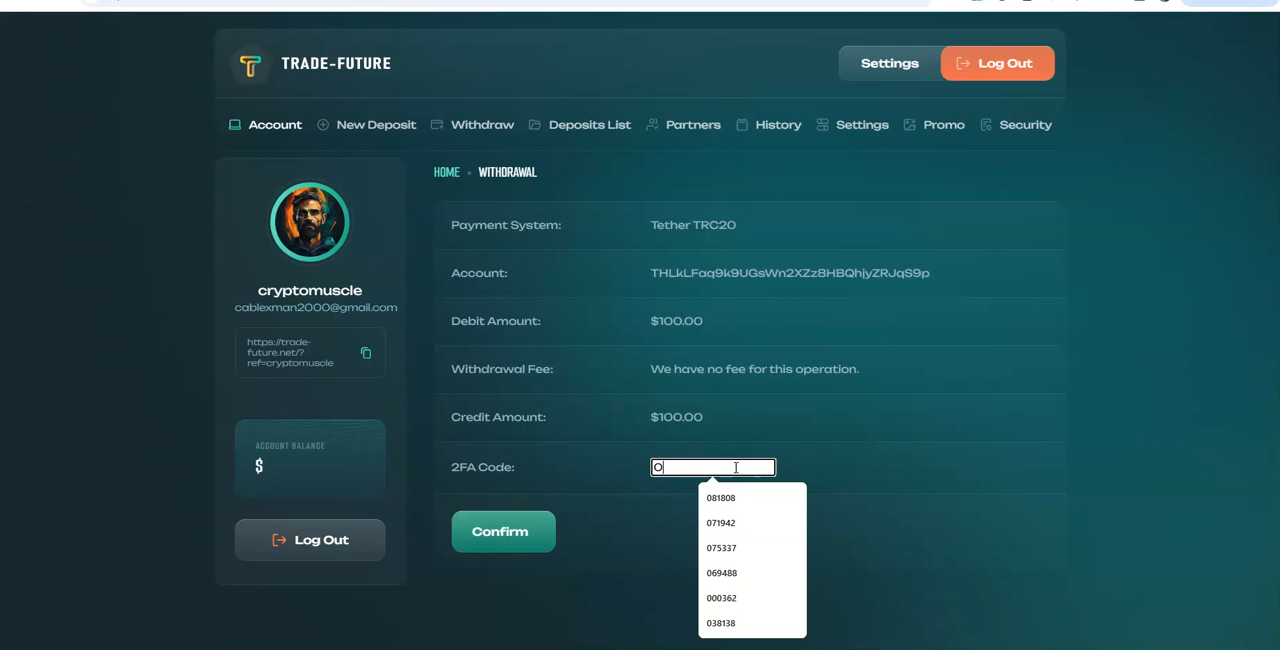 TRADE-FUTURE
Settings
Log Out
Account
New Deposit
Withdraw
Deposits List
Partners
History
Settings
Promo
Security
HOME
WITHDRAWAL
cryptomuscle
cablexman2000@gmail.com
https://trade-
future.net/?
ref=cryptomuscle
ACCOUNT BALANCE
$
Log Out
Payment System:
Tether TRC20
Account:
THLkLFaq9k9UGsWn2XZz8HBQhjyZRJqS9p
Debit Amount:
$100.00
Withdrawal Fee:
We have no fee for this operation.
Credit Amount:
$100.00
2FA Code:
0
081808
071942
075337
069488
000362
038138
Confirm